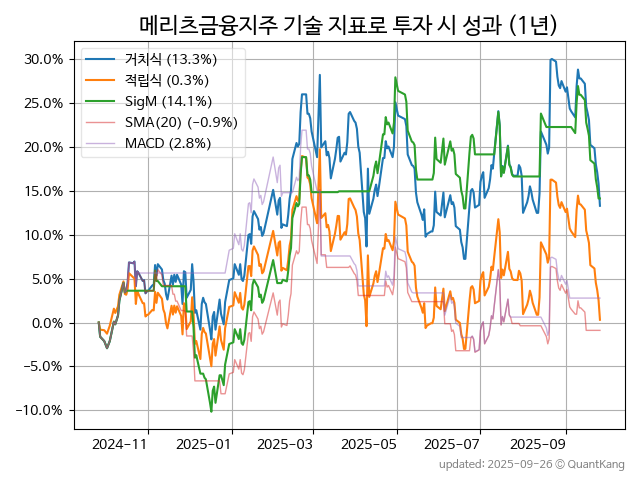 메리츠금융지주 기술 지표로 투자 시 성과 (1년)
거치식 (13.3%)
적립식 (0.3%)
SigM (14.1%)
SMA(20) (−0.9%)
MACD (2.8%)
30.0%
25.0%
20.0%
15.0%
10.0%
5.0%
0.0%
−5.0%
−10.0%
2024-11 2025-01 2025-03 2025-05 2025-07 2025-09
updated: 2025-09-26 © QuantKang